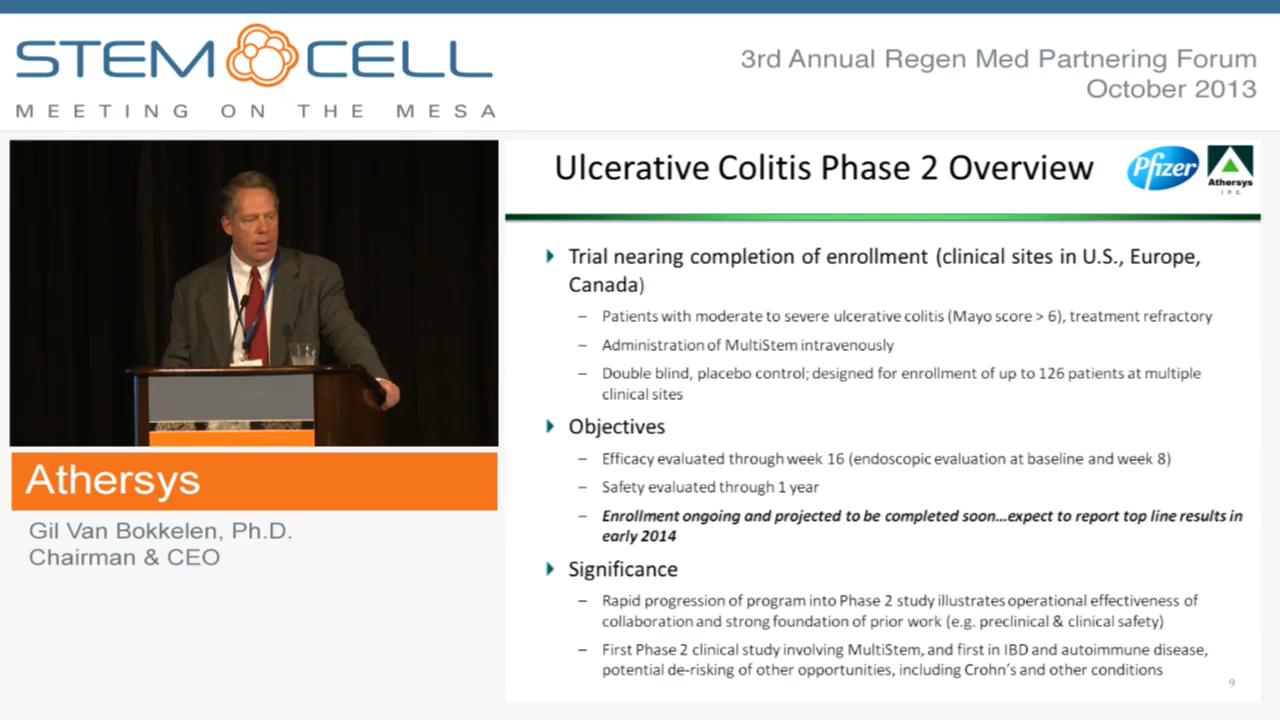 STEM CELL
MEETING ON THE MESA
3rd Annual Regen Med Partnering Forum
October 2013
Athersys
Gil Van Bokkelen, Ph.D.
Chairman & CEO
Ulcerative Colitis Phase 2 Overview
Pfizer
Athersys
inc.
Trial nearing completion of enrollment (clinical sites in U.S., Europe,
Canada)
– Patients with moderate to severe ulcerative colitis (Mayo score > 6), treatment refractory
– Administration of MultiStem intravenously
– Double blind, placebo control; designed for enrollment of up to 126 patients at multiple
clinical sites
Objectives
– Efficacy evaluated through week 16 (endoscopic evaluation at baseline and week 8)
– Safety evaluated through 1 year
– Enrollment ongoing and projected to be completed soon...expect to report top line results in
early 2014
Significance
– Rapid progression of program into Phase 2 study illustrates operational effectiveness of
collaboration and strong foundation of prior work (e.g. preclinical & clinical safety)
– First Phase 2 clinical study involving MultiStem, and first in IBD and autoimmune disease,
potential de-risking of other opportunities, including Crohn's and other conditions
9